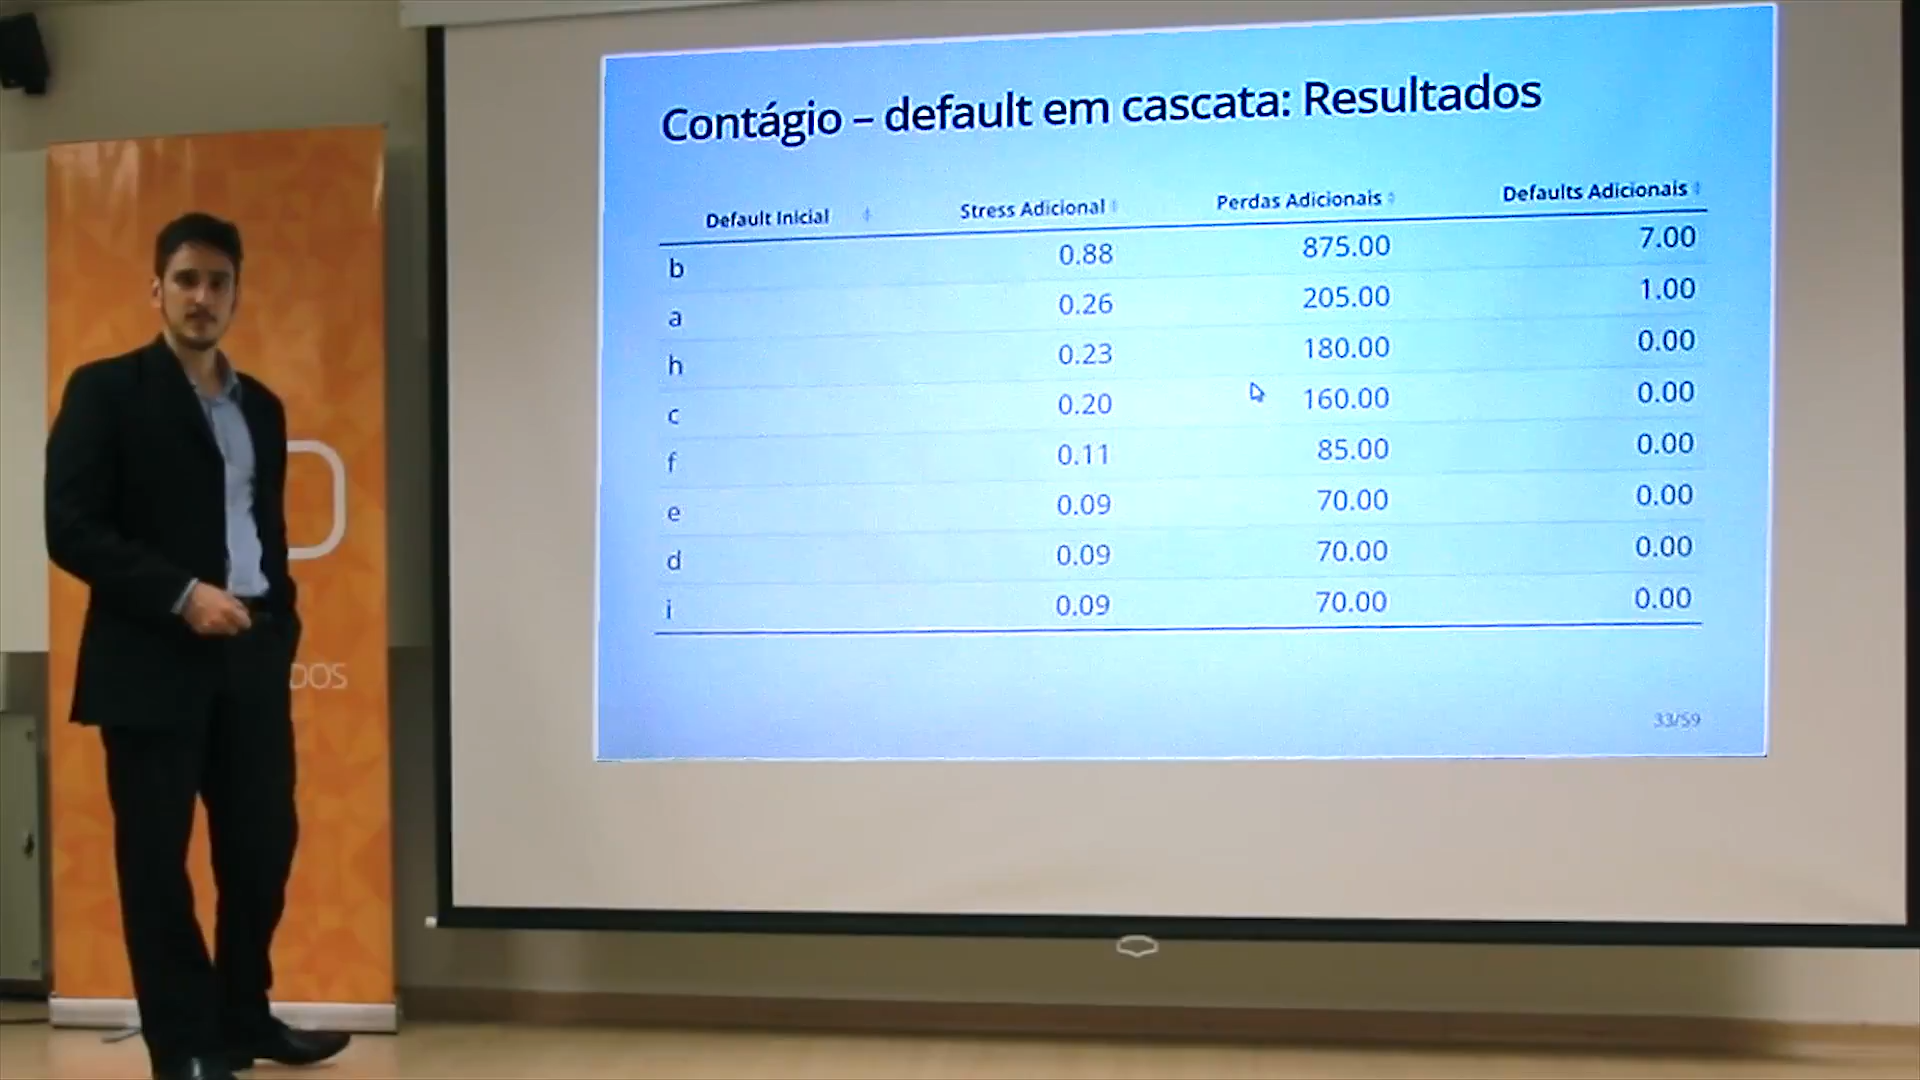 Contágio – default em cascata: Resultados
Default Inicial Stress Adicional Perdas Adicionais Defaults Adicionais
b 0.88 875.00 7.00
a 0.26 205.00 1.00
h 0.23 180.00 0.00
c 0.20 160.00 0.00
f 0.11 85.00 0.00
e 0.09 70.00 0.00
d 0.09 70.00 0.00
i 0.09 70.00 0.00
33/59
DOS